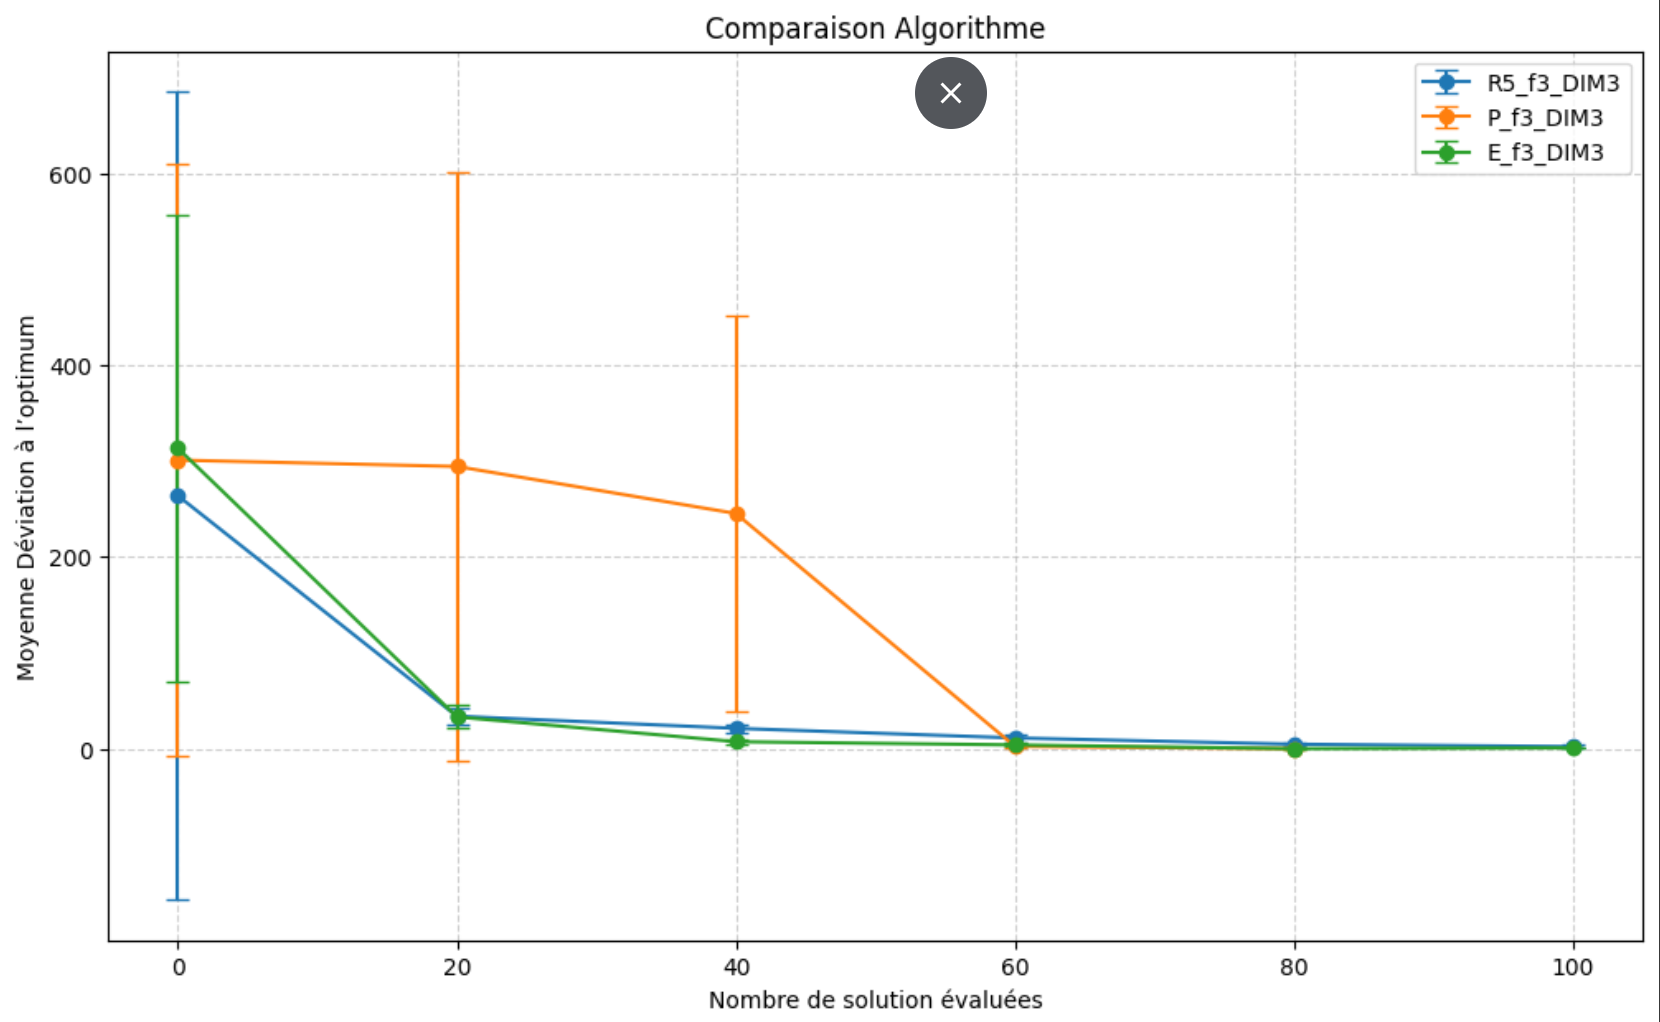 Comparaison Algorithme
R5_f3_DIM3
P_f3_DIM3
E_f3_DIM3
600
400
200
0
Moyenne Déviation à l'optimum
0 20 40 60 80 100
Nombre de solution évaluées